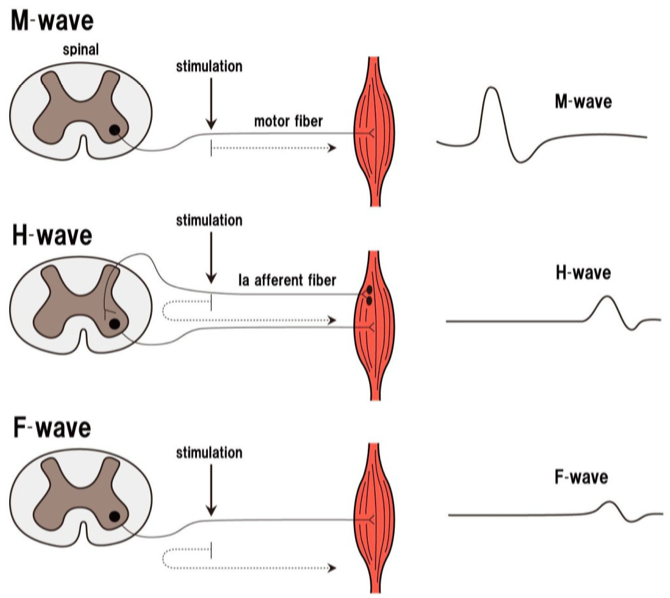 M-wave
spinal
stimulation
motor fiber
M-wave
H-wave
stimulation
Ia afferent fiber
H-wave
F-wave
stimulation
F-wave